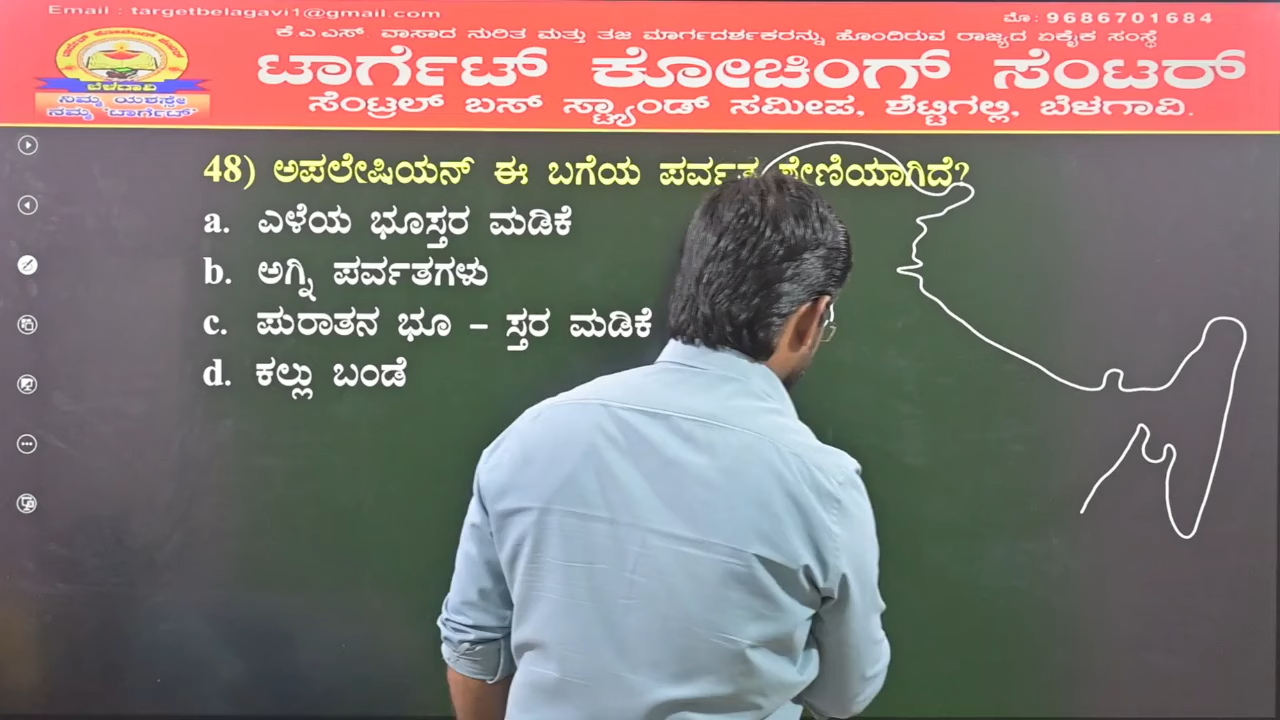 Email : targetbelagavi1@gmail.com
ಮೊ: 9686701684
ಕೆ.ಎ.ಎಸ್. ವಾಸಾದ ನುರಿತ ಮತ್ತು ತಜ್ಞ ಮಾರ್ಗದರ್ಶಕರನ್ನು ಹೊಂದಿರುವ ರಾಜ್ಯದ ಏಕೈಕ ಸಂಸ್ಥೆ
ಟಾರ್ಗೆಟ್ ಕೋಚಿಂಗ್ ಸೆಂಟರ್
ಸೆಂಟ್ರಲ್ ಬಸ್ ಸ್ಟ್ಯಾಂಡ್ ಸಮೀಪ, ಶೆಟ್ಟಿಗಲ್ಲಿ, ಬೆಳಗಾವಿ.
ಬೆಳಗಾವಿ
ನಿಮ್ಮ ಯಶಸ್ಸೇ
ನಮ್ಮ ಟಾರ್ಗೆಟ್
48) ಅಪಲೇಷಿಯನ್ ಈ ಬಗೆಯ ಪರ್ವತ ಶ್ರೇಣಿಯಾಗಿದೆ?
a. ಎಳೆಯ ಭೂಸ್ತರ ಮಡಿಕೆ
b. ಅಗ್ನಿ ಪರ್ವತಗಳು
c. ಪುರಾತನ ಭೂ – ಸ್ತರ ಮಡಿಕೆ
d. ಕಲ್ಲು ಬಂಡೆ